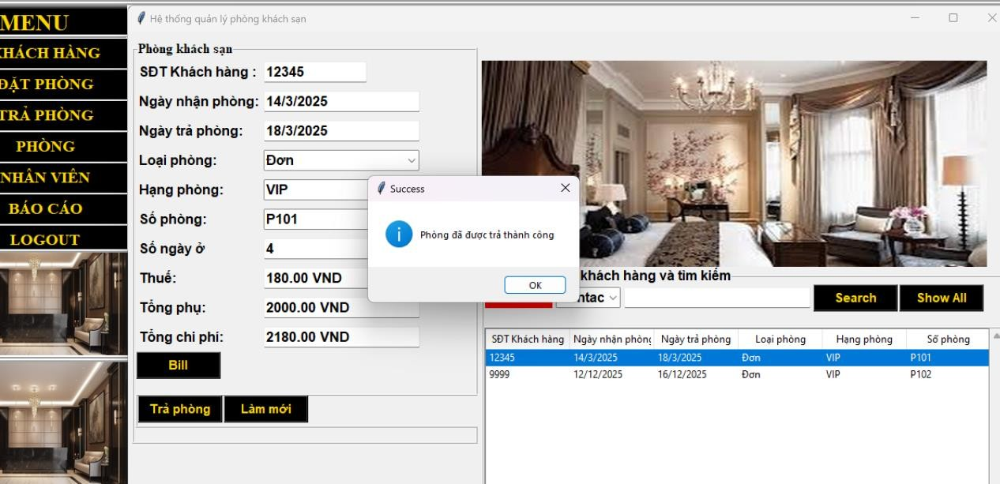 MENU
KHÁCH HÀNG
ĐẶT PHÒNG
TRẢ PHÒNG
PHÒNG
NHÂN VIÊN
BÁO CÁO
LOGOUT
Hệ thống quản lý phòng khách sạn
Phòng khách sạn
SĐT Khách hàng : 12345
Ngày nhận phòng: 14/3/2025
Ngày trả phòng: 18/3/2025
Loại phòng: Đơn
Hạng phòng: VIP
Số phòng: P101
Số ngày ở 4
Thuế: 180.00 VND
Tổng phụ: 2000.00 VND
Tổng chi phí: 2180.00 VND
Bill
Trả phòng Làm mới
Success
Phòng đã được trả thành công
OK
khách hàng và tìm kiếm
ntac Search Show All
SĐT Khách hàng Ngày nhận phòng Ngày trả phòng Loại phòng Hạng phòng Số phòng
12345 14/3/2025 18/3/2025 Đơn VIP P101
9999 12/12/2025 16/12/2025 Đơn VIP P102